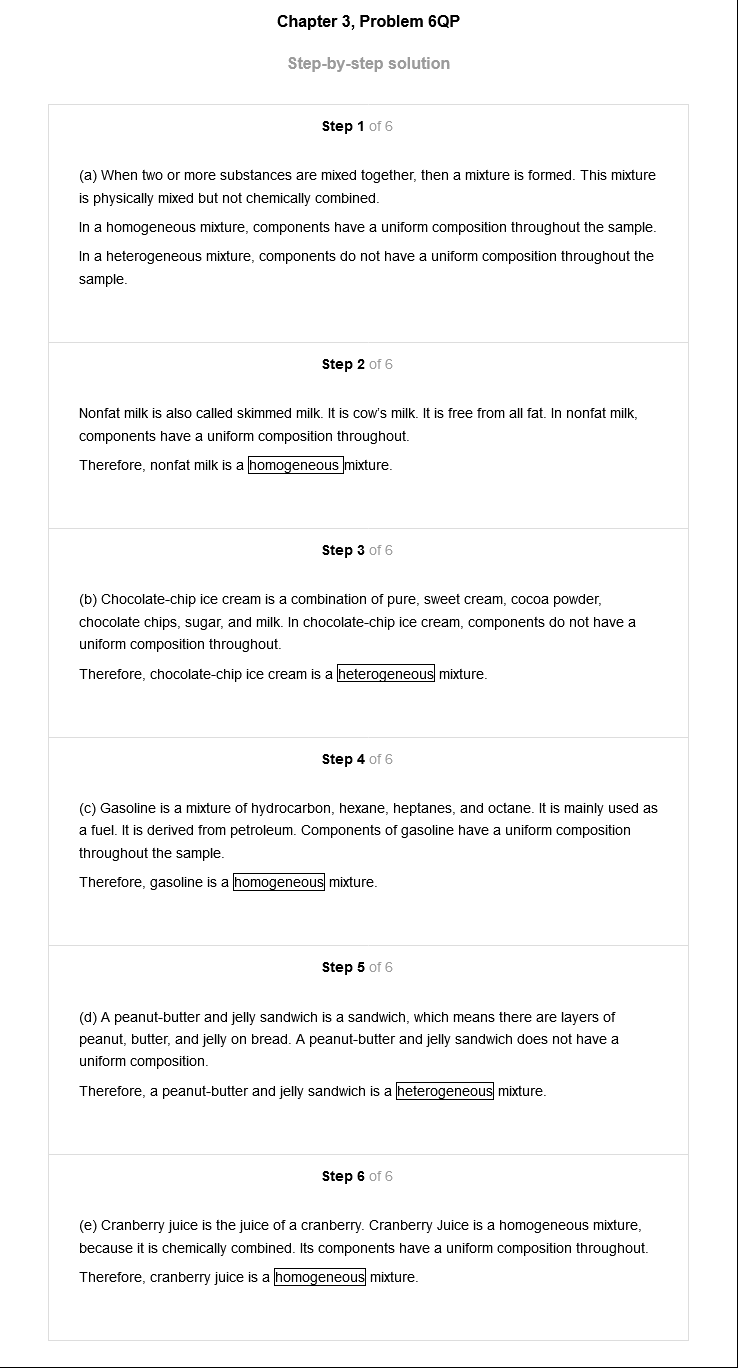 Chapter 3, Problem 6QP
Step-by-step solution
Step 1 of 6
(a) When two or more substances are mixed together, then a mixture is formed. This mixture
is physically mixed but not chemically combined.
In a homogeneous mixture, components have a uniform composition throughout the sample.
In a heterogeneous mixture, components do not have a uniform composition throughout the
sample.
Step 2 of 6
Nonfat milk is also called skimmed milk. It is cow's milk. It is free from all fat. In nonfat milk,
components have a uniform composition throughout.
Therefore, nonfat milk is a homogeneous mixture.
Step 3 of 6
(b) Chocolate-chip ice cream is a combination of pure, sweet cream, cocoa powder,
chocolate chips, sugar, and milk. In chocolate-chip ice cream, components do not have a
uniform composition throughout.
Therefore, chocolate-chip ice cream is a heterogeneous mixture.
Step 4 of 6
(c) Gasoline is a mixture of hydrocarbon, hexane, heptanes, and octane. It is mainly used as
a fuel. It is derived from petroleum. Components of gasoline have a uniform composition
throughout the sample.
Therefore, gasoline is a homogeneous mixture.
Step 5 of 6
(d) A peanut-butter and jelly sandwich is a sandwich, which means there are layers of
peanut, butter, and jelly on bread. A peanut-butter and jelly sandwich does not have a
uniform composition.
Therefore, a peanut-butter and jelly sandwich is a heterogeneous mixture.
Step 6 of 6
(e) Cranberry juice is the juice of a cranberry. Cranberry Juice is a homogeneous mixture,
because it is chemically combined. Its components have a uniform composition throughout.
Therefore, cranberry juice is a homogeneous mixture.